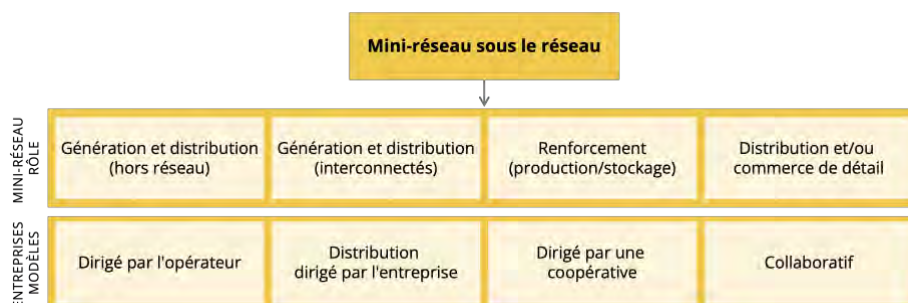 Mini-réseau sous le réseau
MINI-RÉSEAU
RÔLE
Génération et distribution
(hors réseau)
Génération et distribution
(interconnectés)
Renforcement
(production/stockage)
Distribution et/ou
commerce de détail
ENTREPRISES
MODÈLES
Dirigé par l'opérateur
Distribution
dirigé par l'entreprise
Dirigé par une
coopérative
Collaboratif